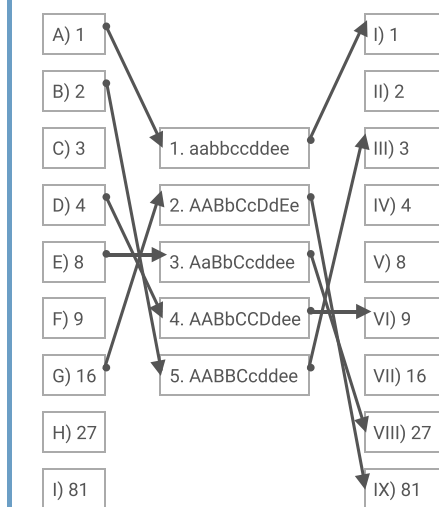 A) 1
B) 2
C) 3
D) 4
E) 8
F) 9
G) 16
H) 27
I) 81
1. aabbccddee
2. AABbCcDdEe
3. AaBbCcddee
4. AABbCCDdee
5. AABBCcddee
I) 1
II) 2
III) 3
IV) 4
V) 8
VI) 9
VII) 16
VIII) 27
IX) 81